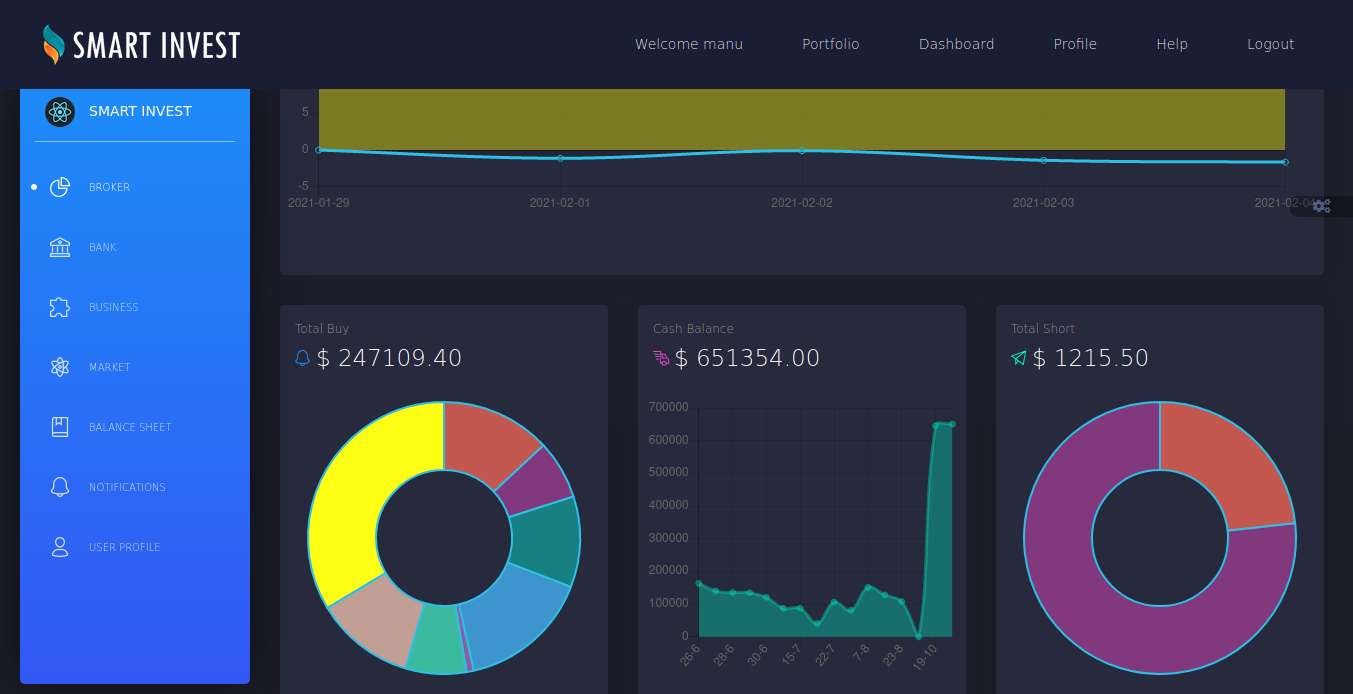 SMART INVEST
Welcome manu
Portfolio
Dashboard
Profile
Help
Logout
SMART INVEST
BROKER
BANK
BUSINESS
MARKET
BALANCE SHEET
NOTIFICATIONS
USER PROFILE
5
0
-5
2021-01-29
2021-02-01
2021-02-02
2021-02-03
2021-02-04
Total Buy
$ 247109.40
Cash Balance
$ 651354.00
700000
600000
500000
400000
300000
200000
100000
0
26-6
28-6
30-6
15-7
22-7
7-8
23-8
19-10
Total Short
$ 1215.50